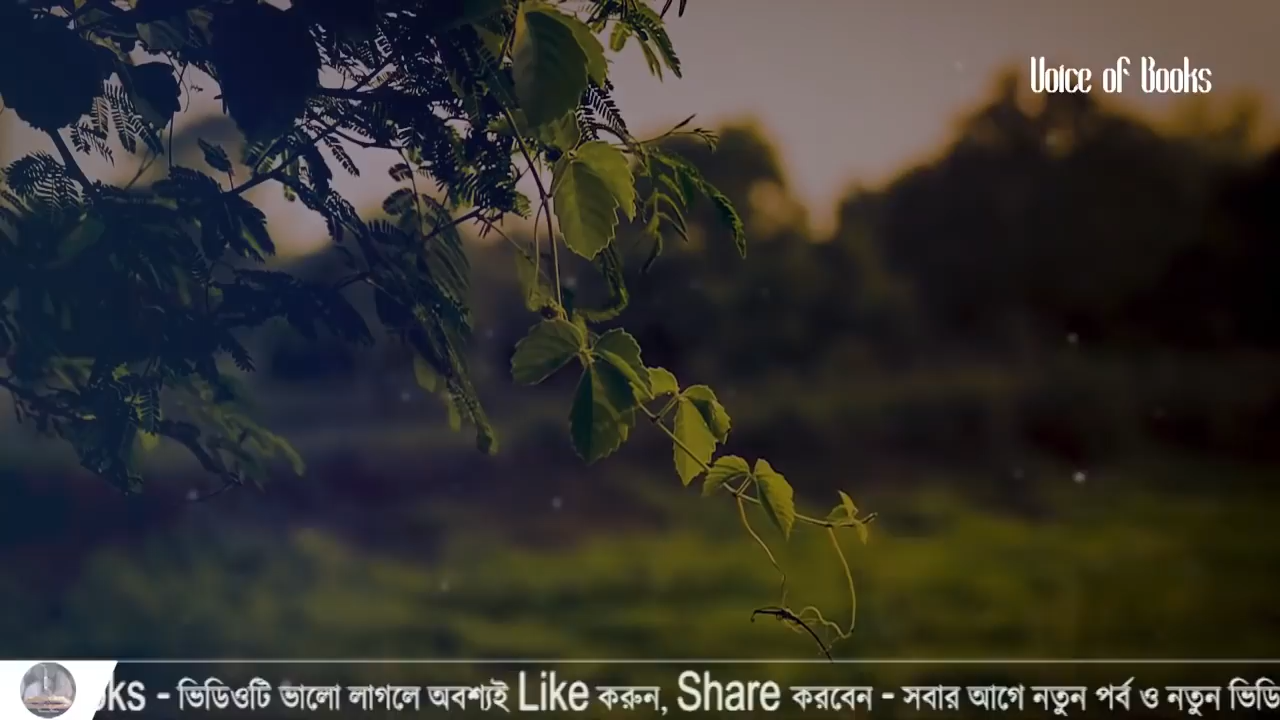 Voice of Books
ks - ভিডিওটি ভালো লাগলে অবশ্যই Like করুন, Share করবেন - সবার আগে নতুন পর্ব ও নতুন ভিডি